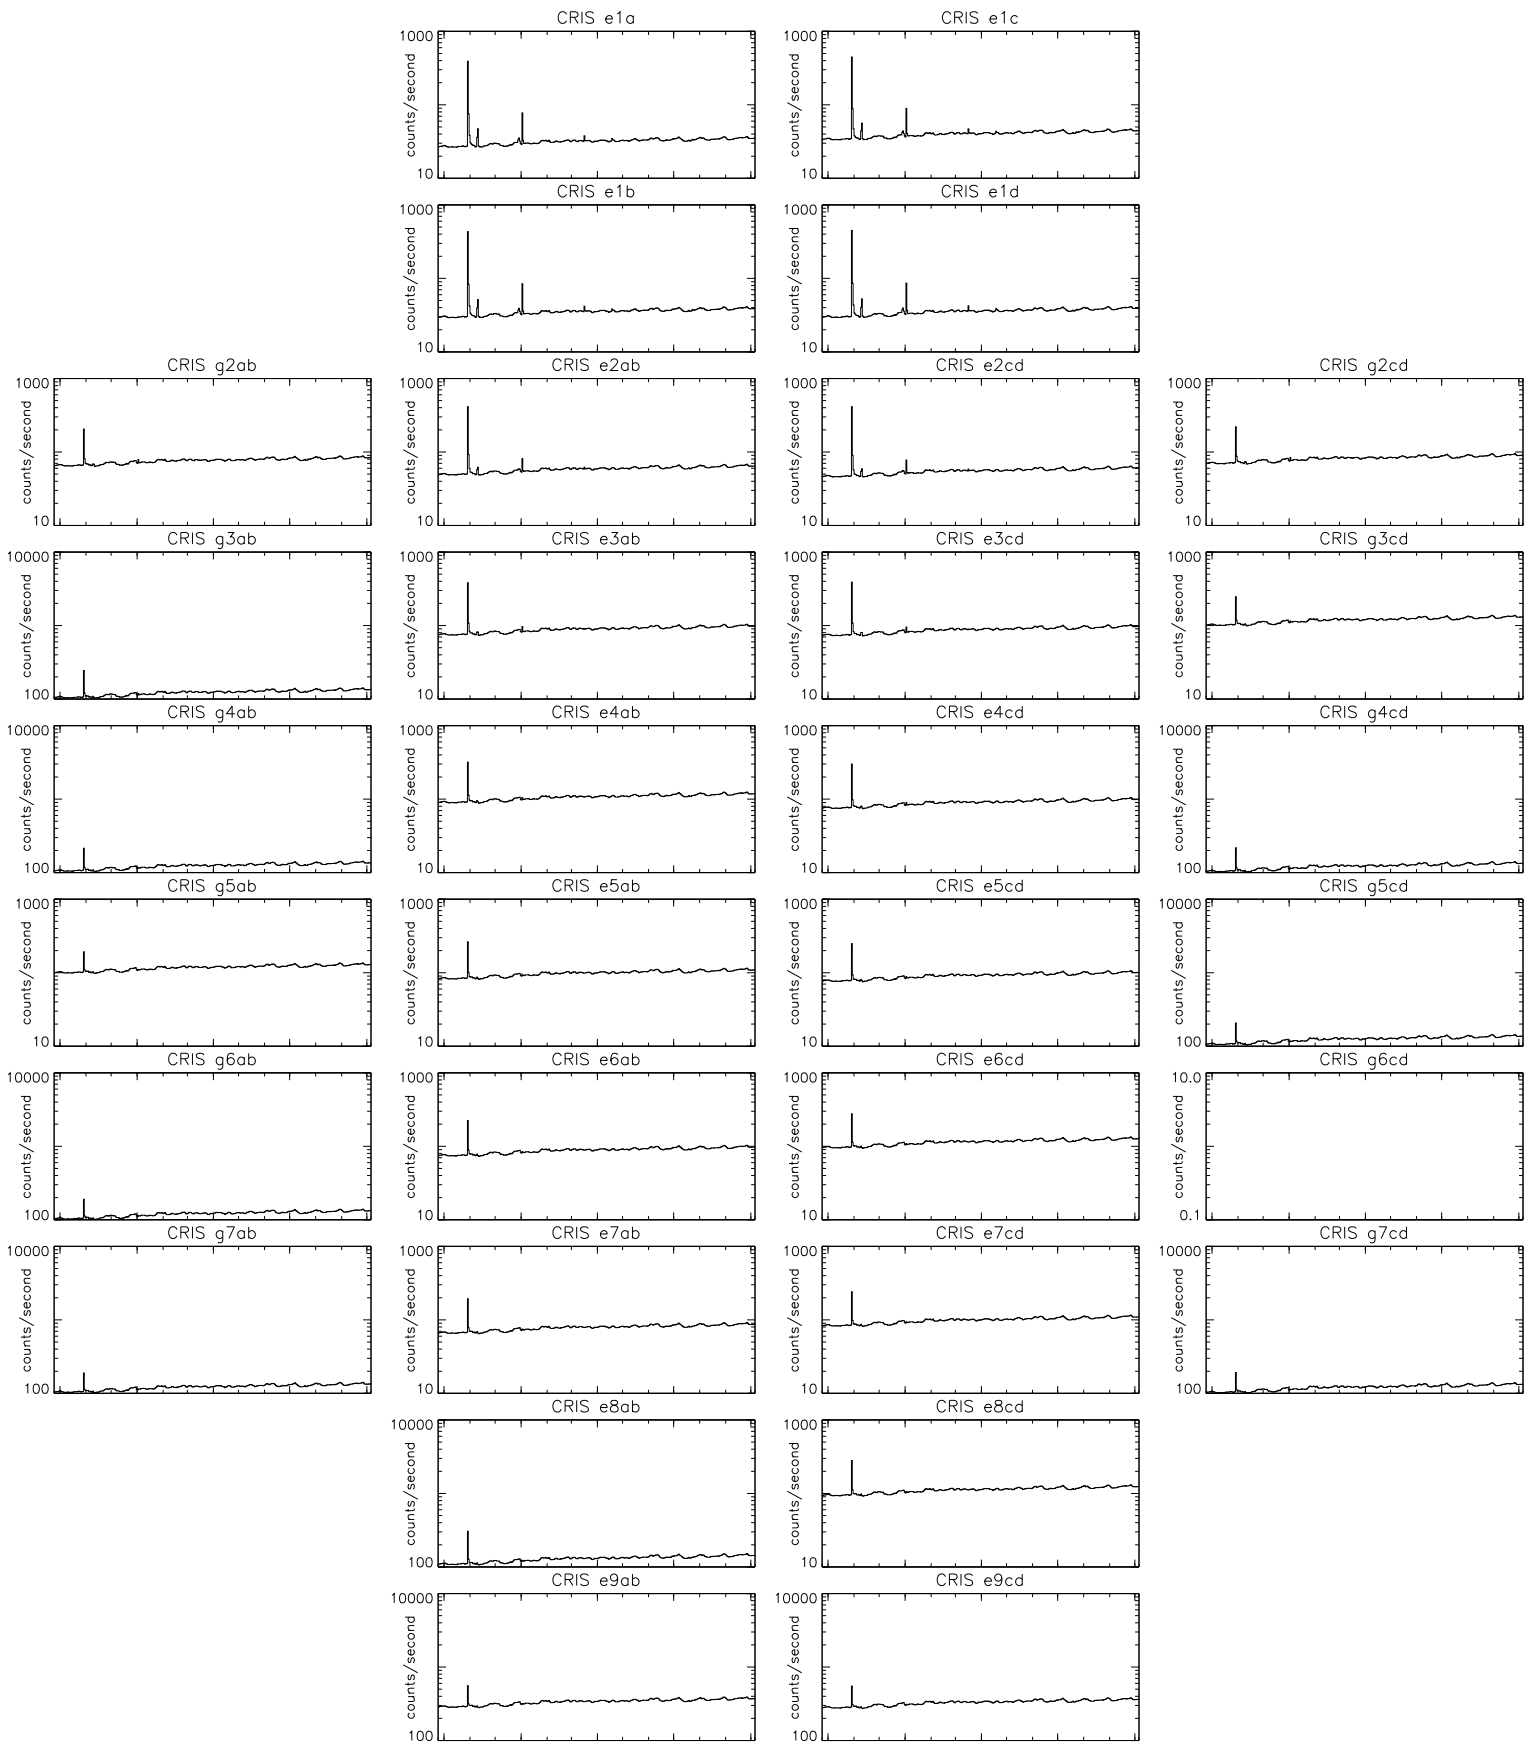 CRIS e1a
1000
counts/second
10
CRIS e1c
1000
counts/second
10
CRIS e1b
1000
counts/second
10
CRIS e1d
1000
counts/second
10
CRIS g2ab
1000
counts/second
10
CRIS e2ab
1000
counts/second
10
CRIS e2cd
1000
counts/second
10
CRIS g2cd
1000
counts/second
10
CRIS g3ab
10000
counts/second
100
CRIS e3ab
1000
counts/second
10
CRIS e3cd
1000
counts/second
10
CRIS g3cd
1000
counts/second
10
CRIS g4ab
10000
counts/second
100
CRIS e4ab
1000
counts/second
10
CRIS e4cd
1000
counts/second
10
CRIS g4cd
10000
counts/second
100
CRIS g5ab
1000
counts/second
10
CRIS e5ab
1000
counts/second
10
CRIS e5cd
1000
counts/second
10
CRIS g5cd
10000
counts/second
100
CRIS g6ab
10000
counts/second
100
CRIS e6ab
1000
counts/second
10
CRIS e6cd
1000
counts/second
10
CRIS g6cd
10.0
counts/second
0.1
CRIS g7ab
10000
counts/second
100
CRIS e7ab
1000
counts/second
10
CRIS e7cd
1000
counts/second
10
CRIS g7cd
10000
counts/second
100
CRIS e8ab
10000
counts/second
100
CRIS e8cd
1000
counts/second
10
CRIS e9ab
10000
counts/second
100
CRIS e9cd
10000
counts/second
100